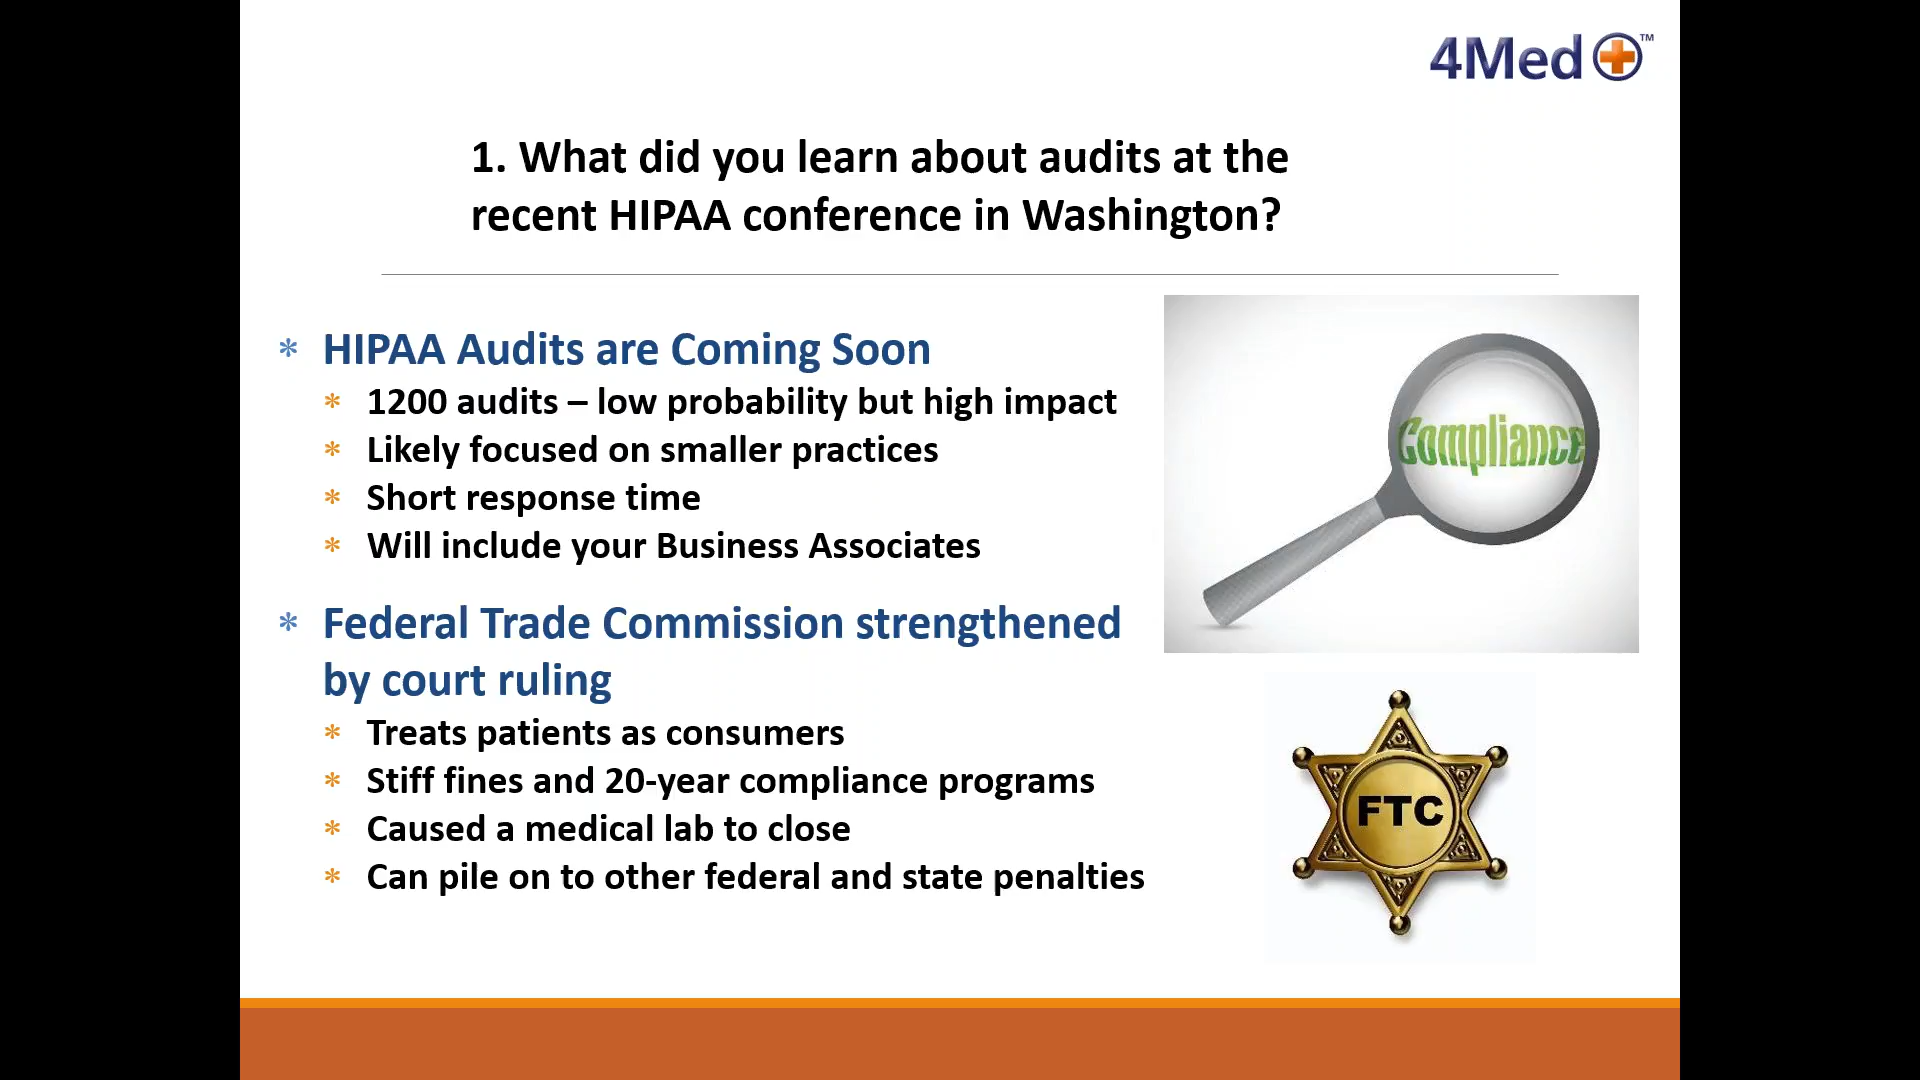 4Med ™
1. What did you learn about audits at the
recent HIPAA conference in Washington?
* HIPAA Audits are Coming Soon
* 1200 audits – low probability but high impact
* Likely focused on smaller practices
* Short response time
* Will include your Business Associates
Compliance
* Federal Trade Commission strengthened
by court ruling
* Treats patients as consumers
* Stiff fines and 20-year compliance programs
* Caused a medical lab to close
* Can pile on to other federal and state penalties
FTC